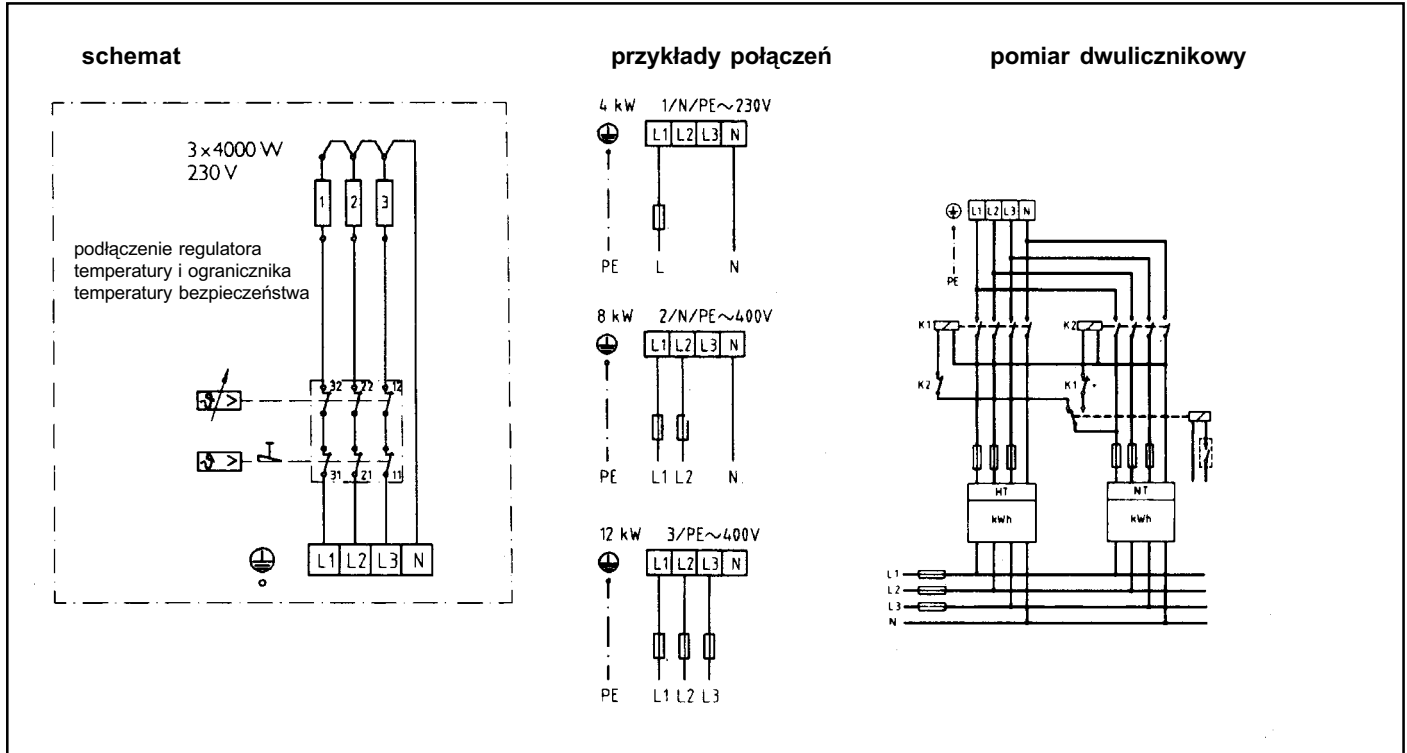 schemat
3 x 4000 W
230 V
1 2 3
podłączenie regulatora
temperatury i ogranicznika
temperatury bezpieczeństwa
32 22 12
ϑ >
ϑ >
31 21 11
L1 L2 L3 N
przykłady połączeń
4 kW 1/N/PE~230V
L1 L2 L3 N
PE L N
8 kW 2/N/PE~400V
L1 L2 L3 N
PE L1 L2 N
12 kW 3/PE~400V
L1 L2 L3 N
PE L1 L2 L3
pomiar dwulicznikowy
L1 L2 L3 N
PE
K1 K2
K2 K1
HT NT
kWh kWh
L1
L2
L3
N